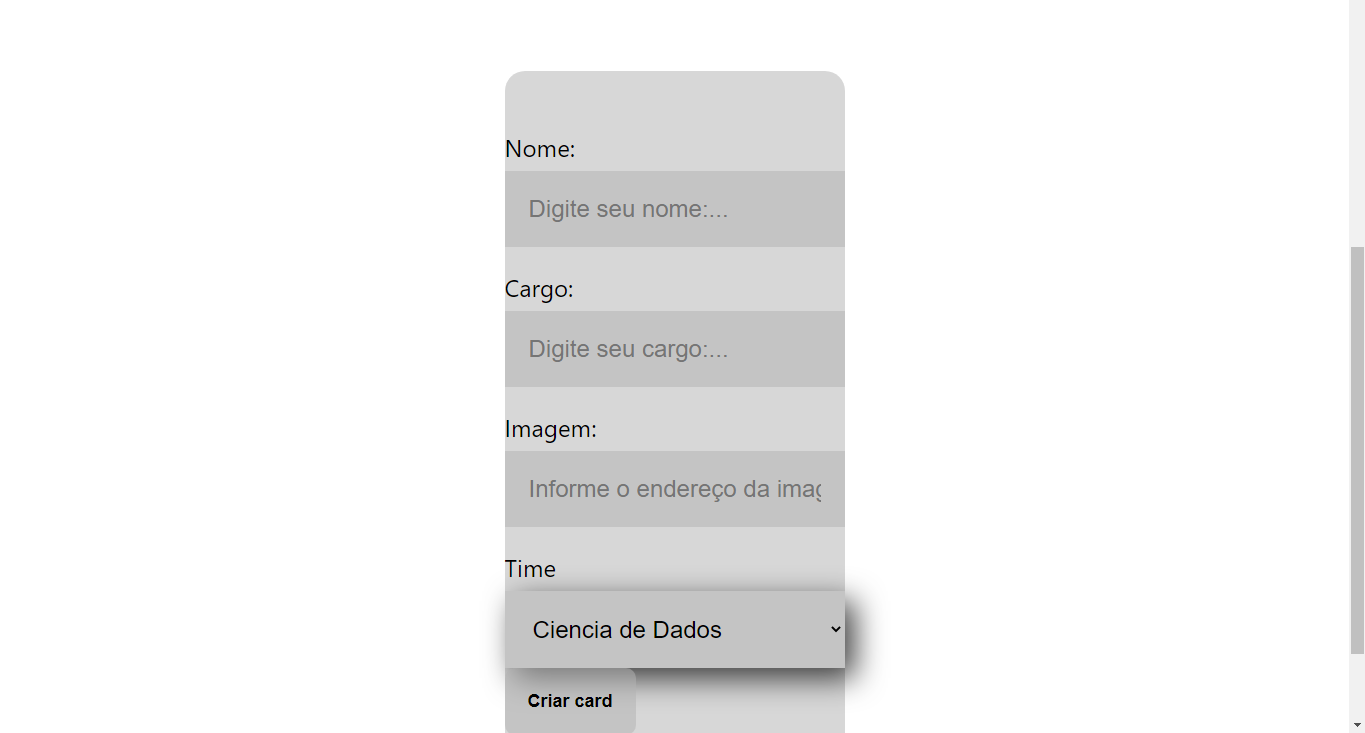 Nome:
Digite seu nome:...
Cargo:
Digite seu cargo:...
Imagem:
Informe o endereço da imag
Time
Ciencia de Dados
Criar card